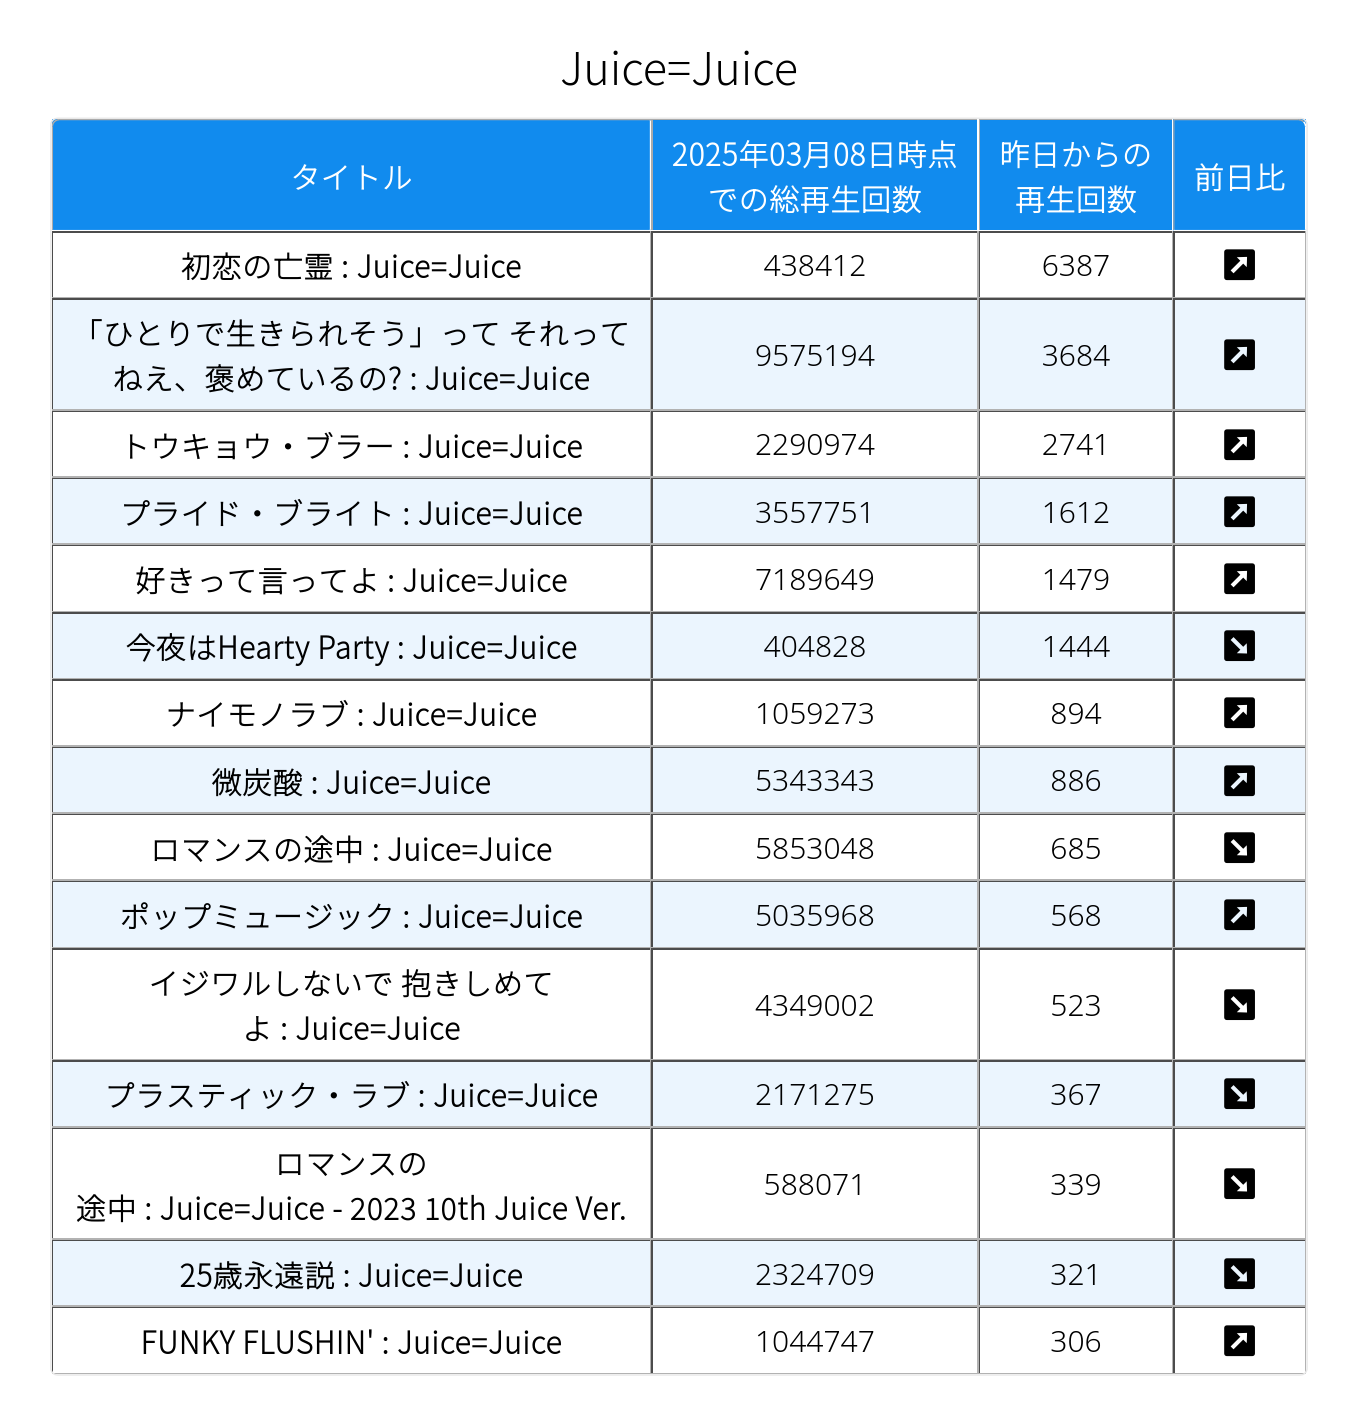 Juice=Juice
タイトル
2025年03月08日時点
での総再生回数
昨日からの
再生回数
前日比
初恋の亡霊 : Juice=Juice
438412
6387
「ひとりで生きられそう」って それって
ねえ、褒めているの? : Juice=Juice
9575194
3684
トウキョウ・ブラー : Juice=Juice
2290974
2741
プライド・ブライト : Juice=Juice
3557751
1612
好きって言ってよ : Juice=Juice
7189649
1479
今夜はHearty Party : Juice=Juice
404828
1444
ナイモノラブ : Juice=Juice
1059273
894
微炭酸 : Juice=Juice
5343343
886
ロマンスの途中 : Juice=Juice
5853048
685
ポップミュージック : Juice=Juice
5035968
568
イジワルしないで 抱きしめて
よ : Juice=Juice
4349002
523
プラスティック・ラブ : Juice=Juice
2171275
367
ロマンスの
途中 : Juice=Juice - 2023 10th Juice Ver.
588071
339
25歳永遠説 : Juice=Juice
2324709
321
FUNKY FLUSHIN' : Juice=Juice
1044747
306